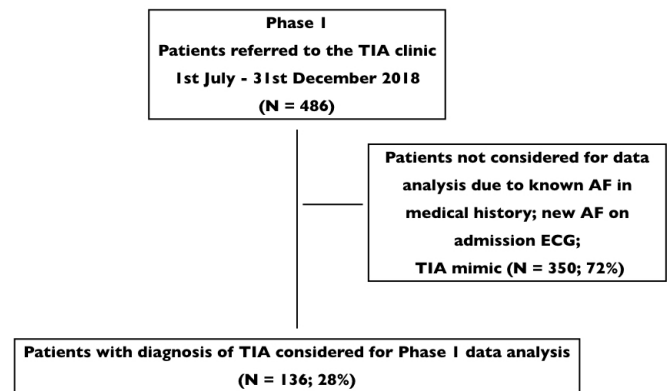 Phase 1
Patients referred to the TIA clinic
1st July - 31st December 2018
(N = 486)
Patients not considered for data
analysis due to known AF in
medical history; new AF on
admission ECG;
TIA mimic (N = 350; 72%)
Patients with diagnosis of TIA considered for Phase 1 data analysis
(N = 136; 28%)